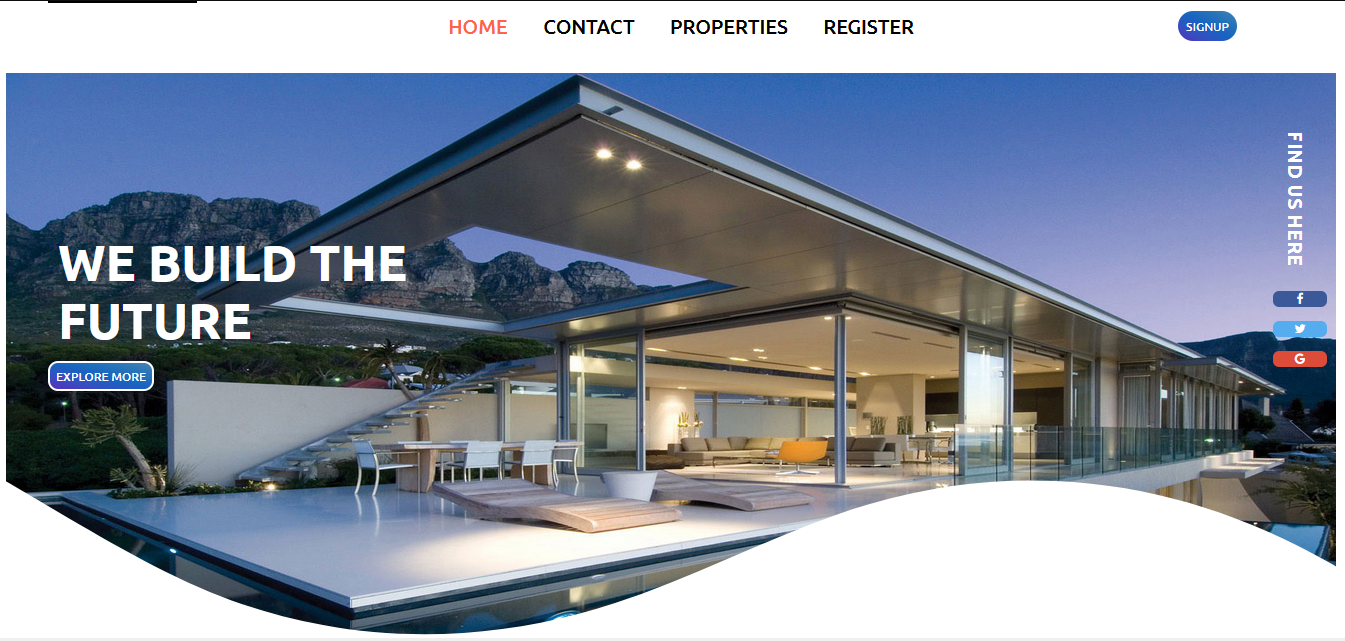 HOME CONTACT PROPERTIES REGISTER SIGNUP
FIND US HERE
WE BUILD THE
FUTURE
EXPLORE MORE
f
G